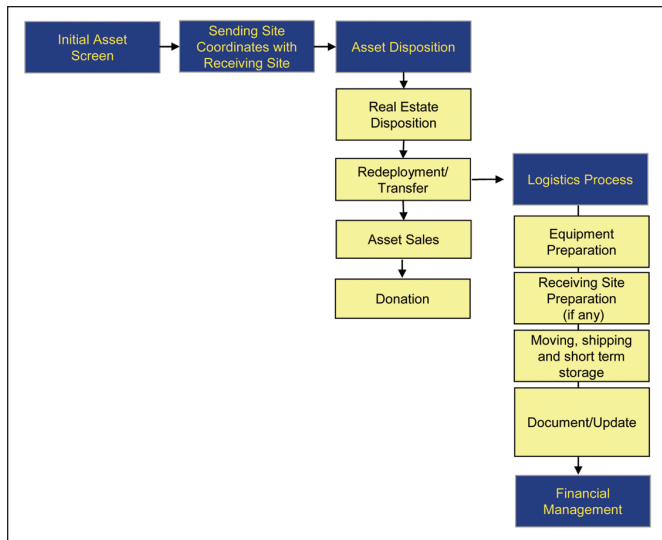 Initial Asset
Screen
Sending Site
Coordinates with
Receiving Site
Asset Disposition
Real Estate
Disposition
Redeployment/
Transfer
Logistics Process
Asset Sales
Equipment
Preparation
Donation
Receiving Site
Preparation
(if any)
Moving, shipping
and short term
storage
Document/Update
Financial
Management